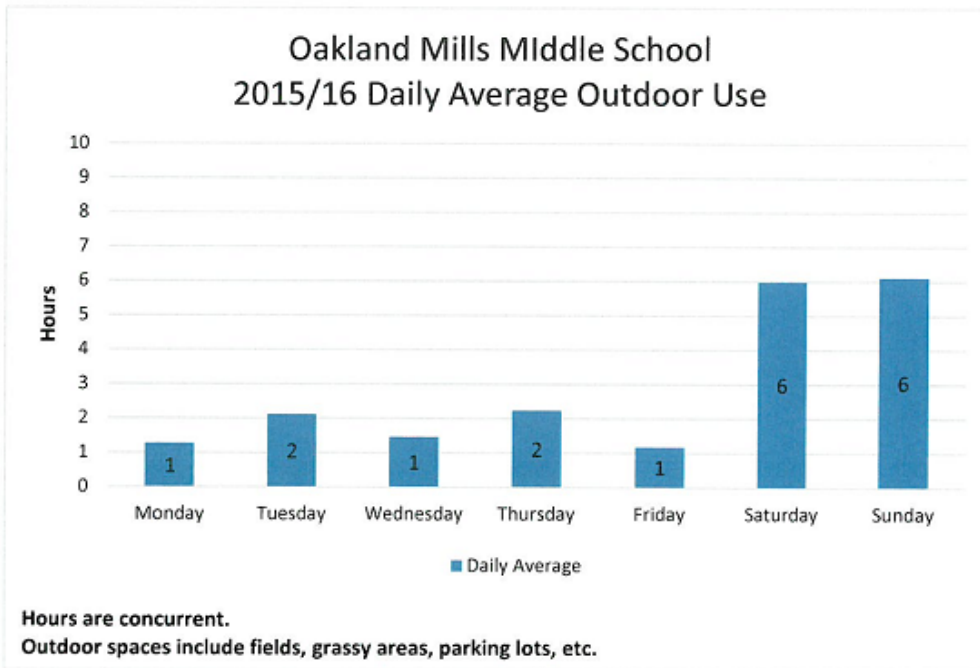 Oakland Mills MIddle School
2015/16 Daily Average Outdoor Use
10
9
8
7
6
5
4
3
2
1
0
Hours
1
2
1
2
1
6
6
Monday Tuesday Wednesday Thursday Friday Saturday Sunday
Daily Average
Hours are concurrent.
Outdoor spaces include fields, grassy areas, parking lots, etc.